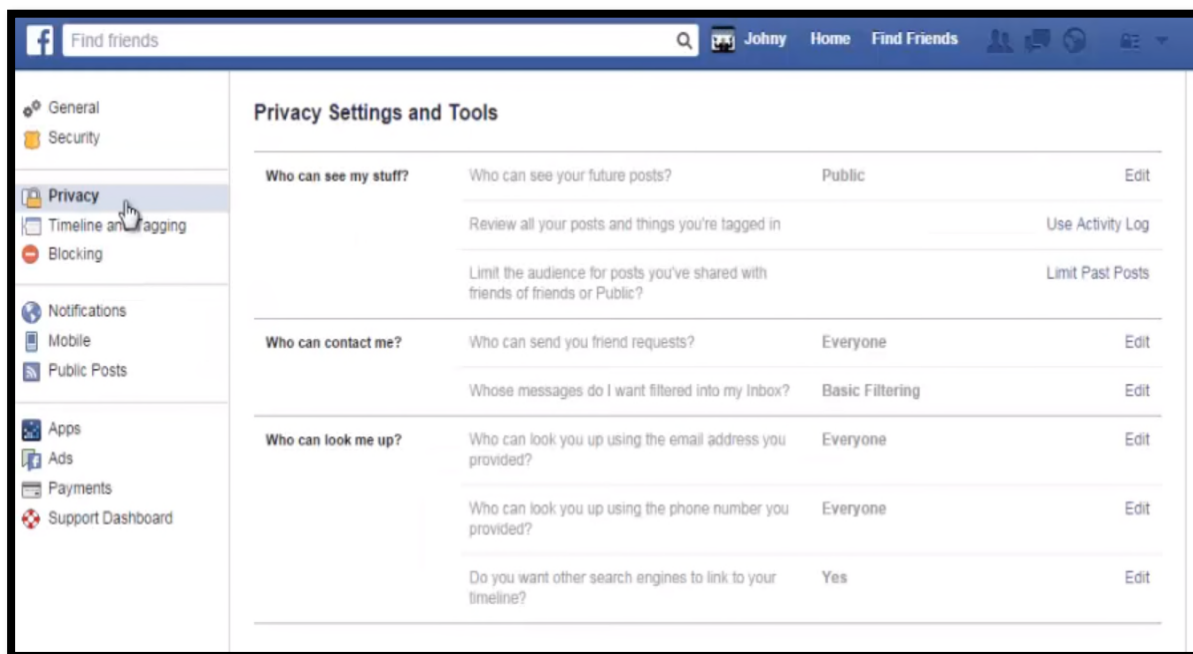 f Find friends Johny Home Find Friends
General
Security
Privacy
Timeline and Tagging
Blocking
Notifications
Mobile
Public Posts
Apps
Ads
Payments
Support Dashboard
Privacy Settings and Tools
Who can see my stuff? Who can see your future posts? Public Edit
Review all your posts and things you're tagged in Use Activity Log
Limit the audience for posts you've shared with Limit Past Posts
friends of friends or Public?
Who can contact me? Who can send you friend requests? Everyone Edit
Whose messages do I want filtered into my Inbox? Basic Filtering Edit
Who can look me up? Who can look you up using the email address you Everyone Edit
provided?
Who can look you up using the phone number you Everyone Edit
provided?
Do you want other search engines to link to your Yes Edit
timeline?